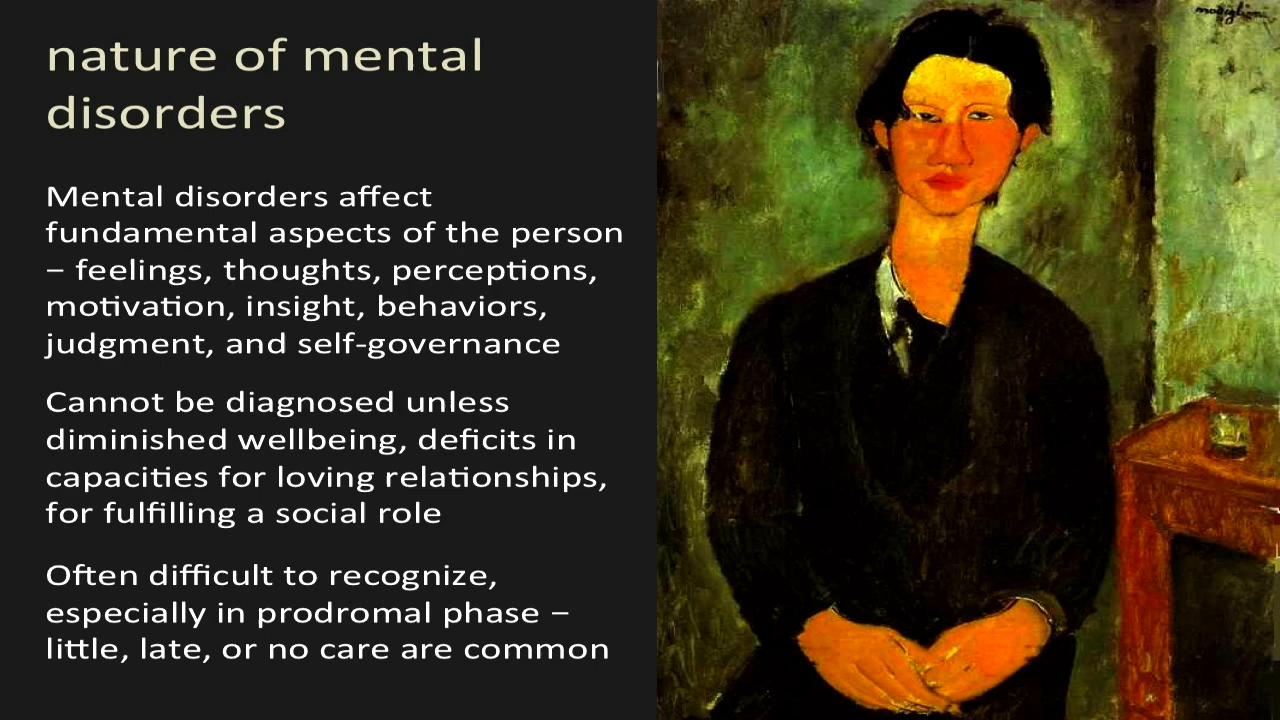 nature of mental
disorders
Mental disorders affect
fundamental aspects of the person
– feelings, thoughts, perceptions,
motivation, insight, behaviors,
judgment, and self-governance
Cannot be diagnosed unless
diminished wellbeing, deficits in
capacities for loving relationships,
for fulfilling a social role
Often difficult to recognize,
especially in prodromal phase –
little, late, or no care are common
modigliani